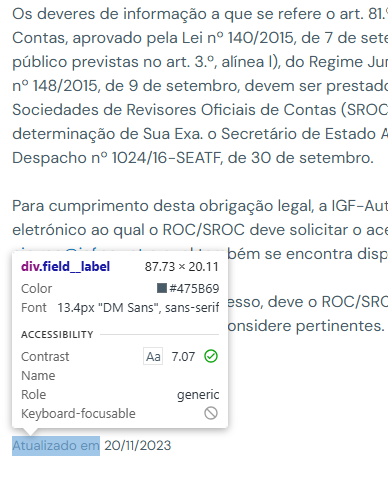 Os deveres de informação a que se refere o art. 81.º
Contas, aprovado pela Lei nº 140/2015, de 7 de sete
público previstas no art. 3.º, alínea l), do Regime Jur
nº 148/2015, de 9 de setembro, devem ser prestad
Sociedades de Revisores Oficiais de Contas (SROC
determinação de Sua Exa. o Secretário de Estado A
Despacho nº 1024/16-SEATF, de 30 de setembro.
Para cumprimento desta obrigação legal, a IGF-Aut
eletrónico ao qual o ROC/SROC deve solicitar o ace
bém se encontra disp
esso, deve o ROC/SRO
onsidere pertinentes.
div.field__label 87.73 × 20.11
Color #475B69
Font 13.4px "DM Sans", sans-serif
ACCESSIBILITY
Contrast Aa 7.07
Name
Role generic
Keyboard-focusable
Atualizado em 20/11/2023